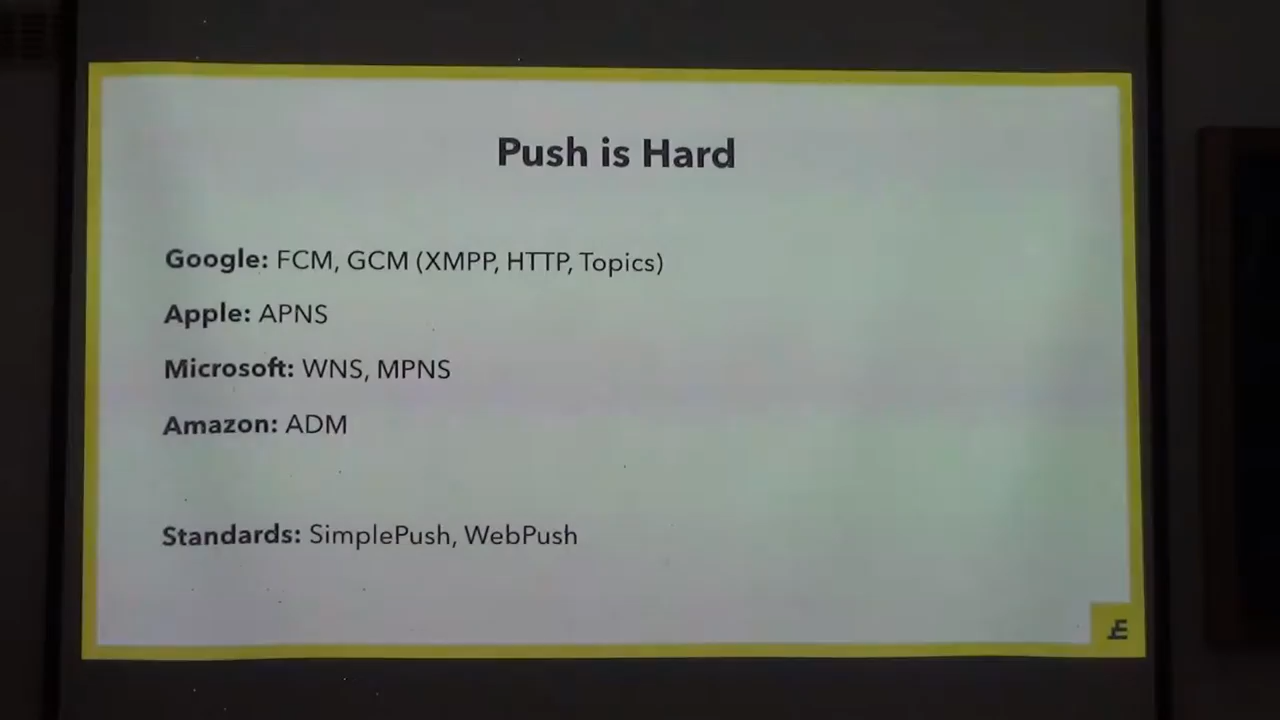 Push is Hard
Google: FCM, GCM (XMPP, HTTP, Topics)
Apple: APNS
Microsoft: WNS, MPNS
Amazon: ADM
Standards: SimplePush, WebPush